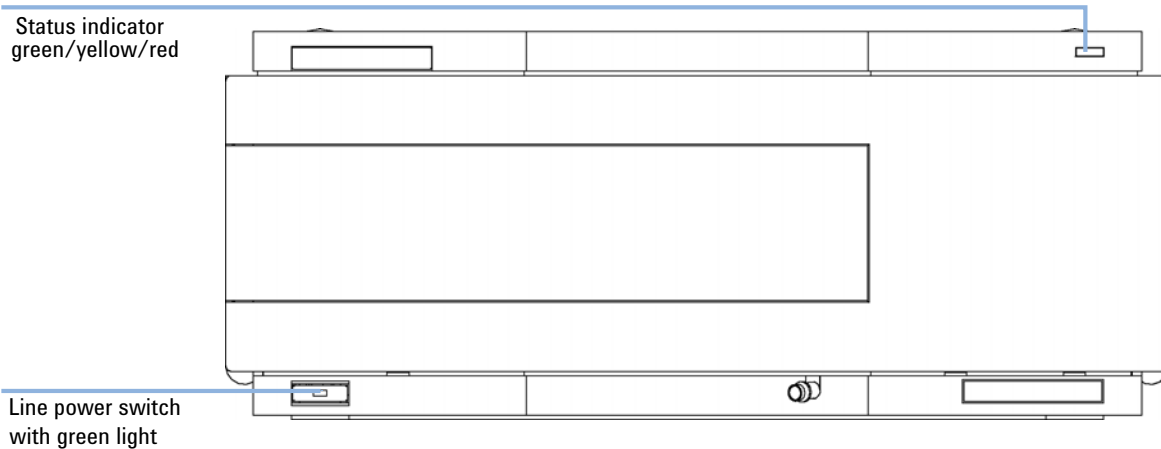 Status indicator
green/yellow/red
Line power switch
with green light